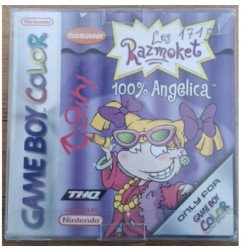 Nintendo
GAME BOY COLOR
NICKELODEON
Les
Razmoket
100% Angelica
THQ
Nintendo
ONLY FOR
GAME BOY
COLOR